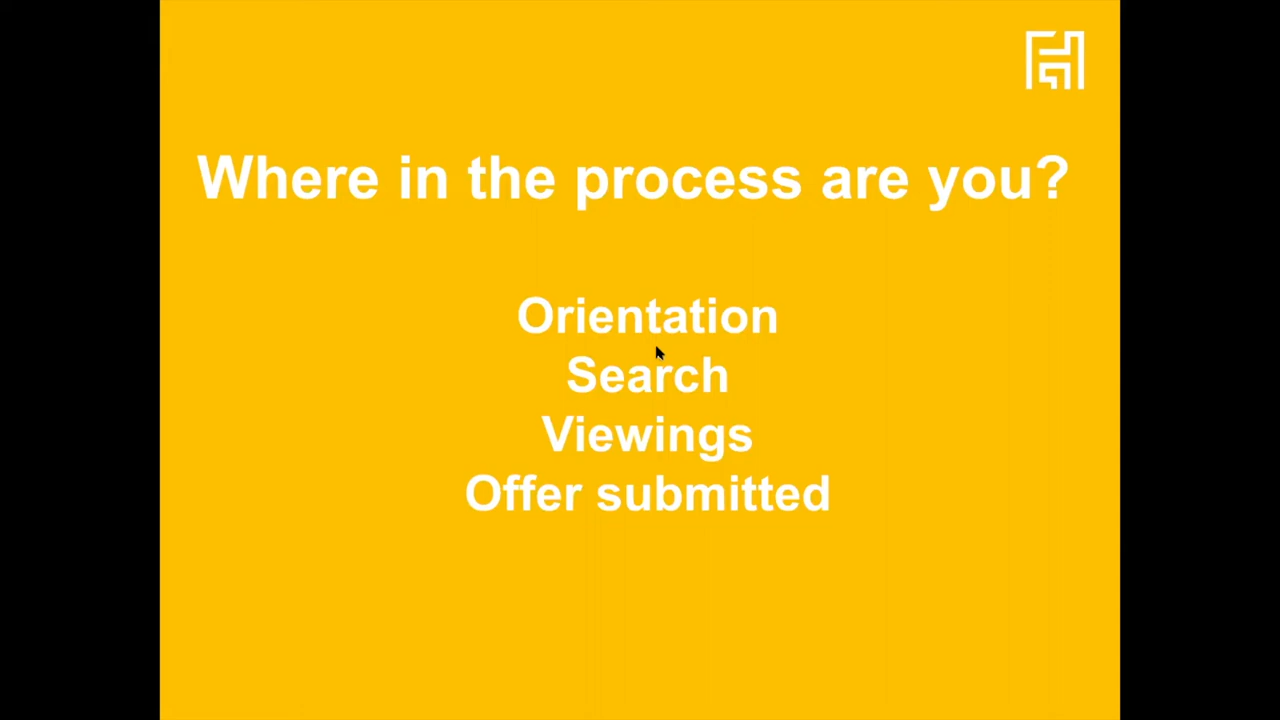 Where in the process are you?
Orientation
Search
Viewings
Offer submitted